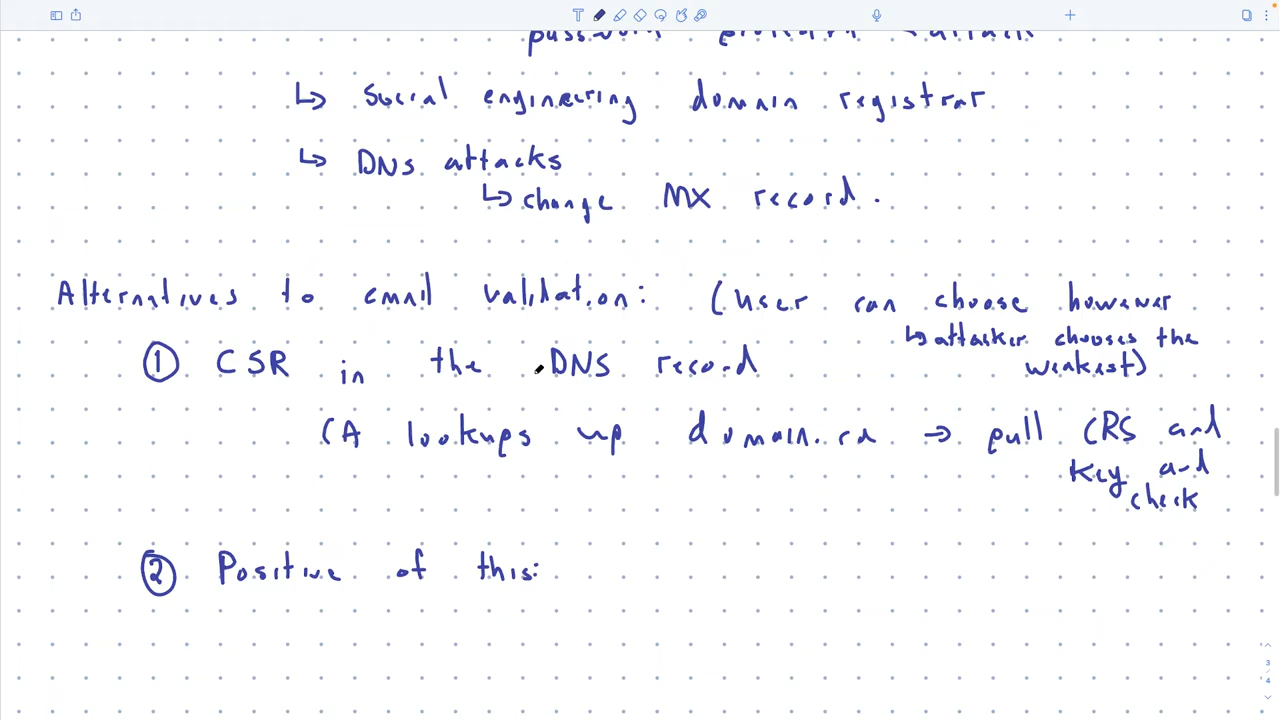 ↳ Social engineering domain registrar
↳ DNS attacks
↳ change MX record.
Alternatives to email validation: (user can choose however
↳ attacker chooses the
weakest)
① CSR in the DNS record
CA lookups up domain.ca → pull CRS and
key and
check
② Positive of this: